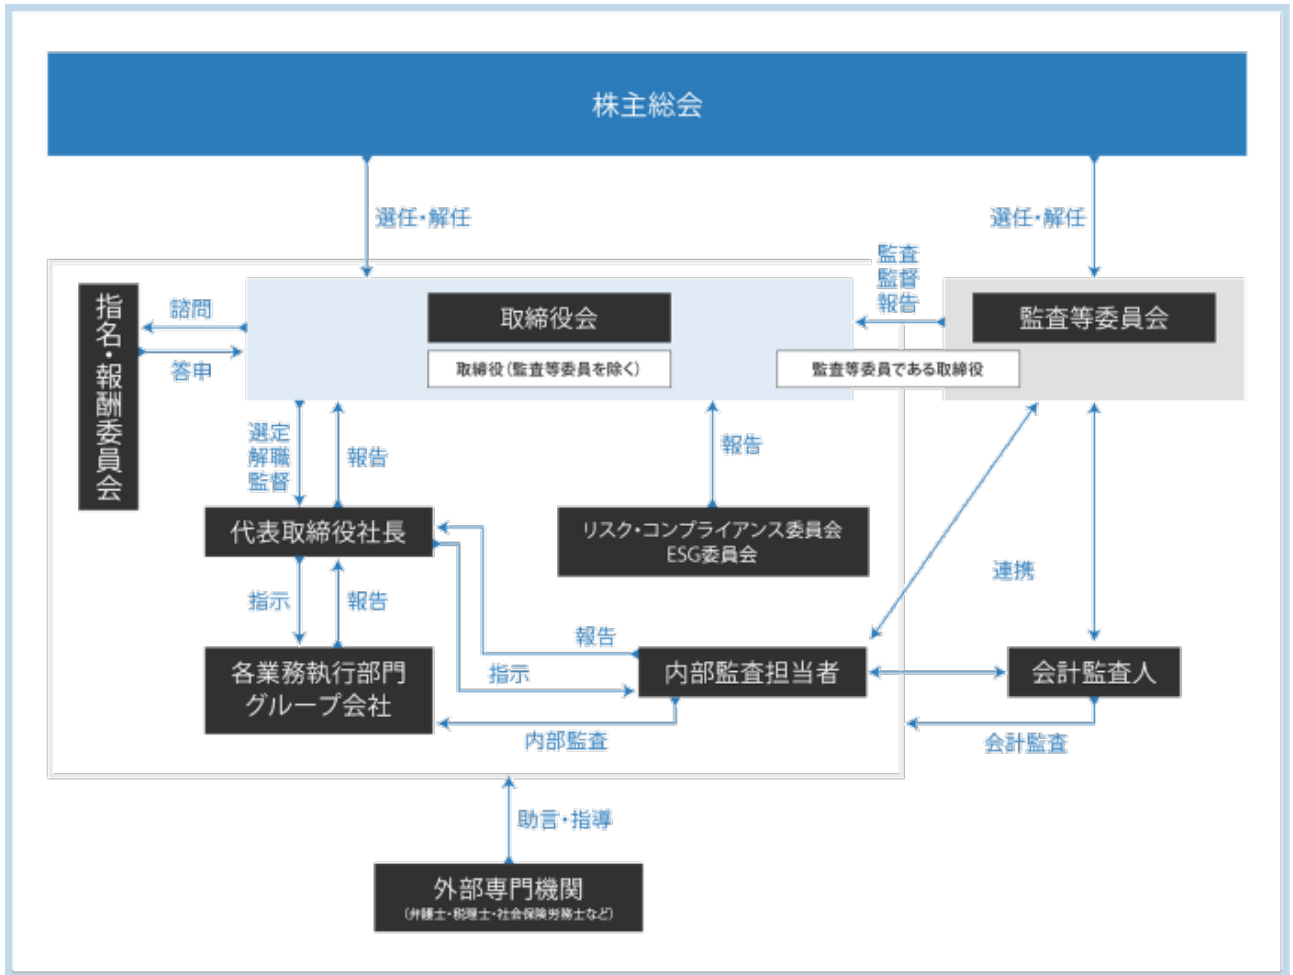 株主総会
選任・解任
選任・解任
監査
監督
報告
指名・報酬委員会
諮問
答申
取締役会
取締役（監査等委員を除く）
監査等委員会
監査等委員である取締役
選定
解職
監督
報告
報告
代表取締役社長
リスク・コンプライアンス委員会
ESG委員会
指示
報告
連携
報告
指示
各業務執行部門
グループ会社
内部監査担当者
会計監査人
内部監査
会計監査
助言・指導
外部専門機関
（弁護士・税理士・社会保険労務士など）